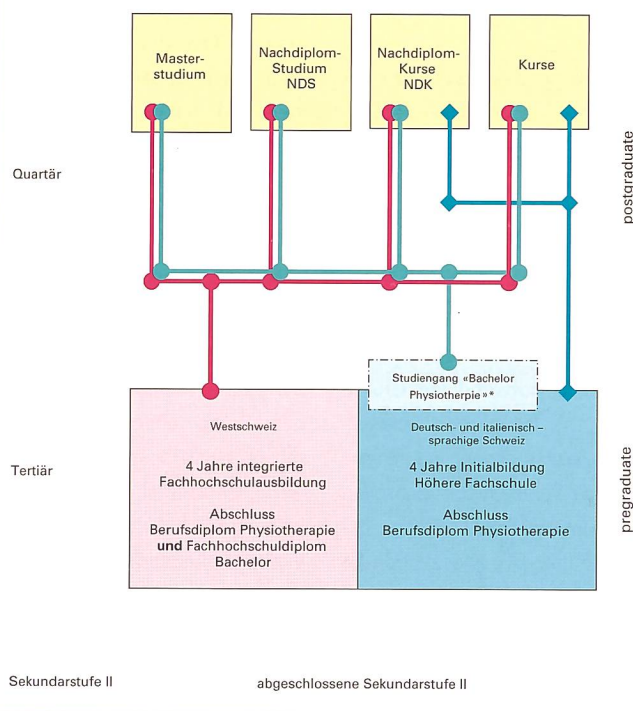 Master-
studium
Nachdiplom-
Studium
NDS
Nachdiplom-
Kurse
NDK
Kurse
Quartär
postgraduate
Studiengang «Bachelor
Physiotherpie»*
Westschweiz
4 Jahre integrierte
Fachhochschulausbildung
Abschluss
Berufsdiplom Physiotherapie
und Fachhochschuldiplom
Bachelor
Deutsch- und italienisch –
sprachige Schweiz
4 Jahre Initialbildung
Höhere Fachschule
Abschluss
Berufsdiplom Physiotherapie
Tertiär
pregraduate
Sekundarstufe II
abgeschlossene Sekundarstufe II